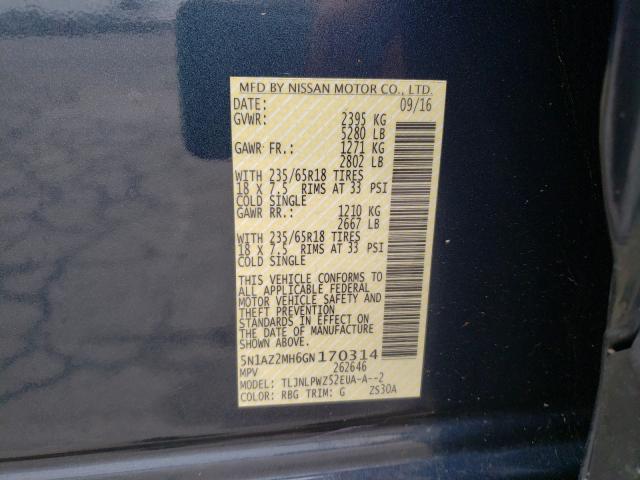 MFD BY NISSAN MOTOR CO., LTD.
DATE: 09/16
GVWR: 2395 KG
5280 LB
GAWR FR.: 1271 KG
2802 LB
WITH 235/65R18 TIRES
18 X 7.5 RIMS AT 33 PSI
COLD SINGLE
GAWR RR.: 1210 KG
2667 LB
WITH 235/65R18 TIRES
18 X 7.5 RIMS AT 33 PSI
COLD SINGLE
THIS VEHICLE CONFORMS TO
ALL APPLICABLE FEDERAL
MOTOR VEHICLE SAFETY AND
THEFT PREVENTION
STANDARDS IN EFFECT ON
THE DATE OF MANUFACTURE
SHOWN ABOVE.
5N1AZ2MH6GN170314
MPV 262646
MODEL: TLJNLPWZ52EUA-A--2
COLOR: RBG TRIM: G ZS30A